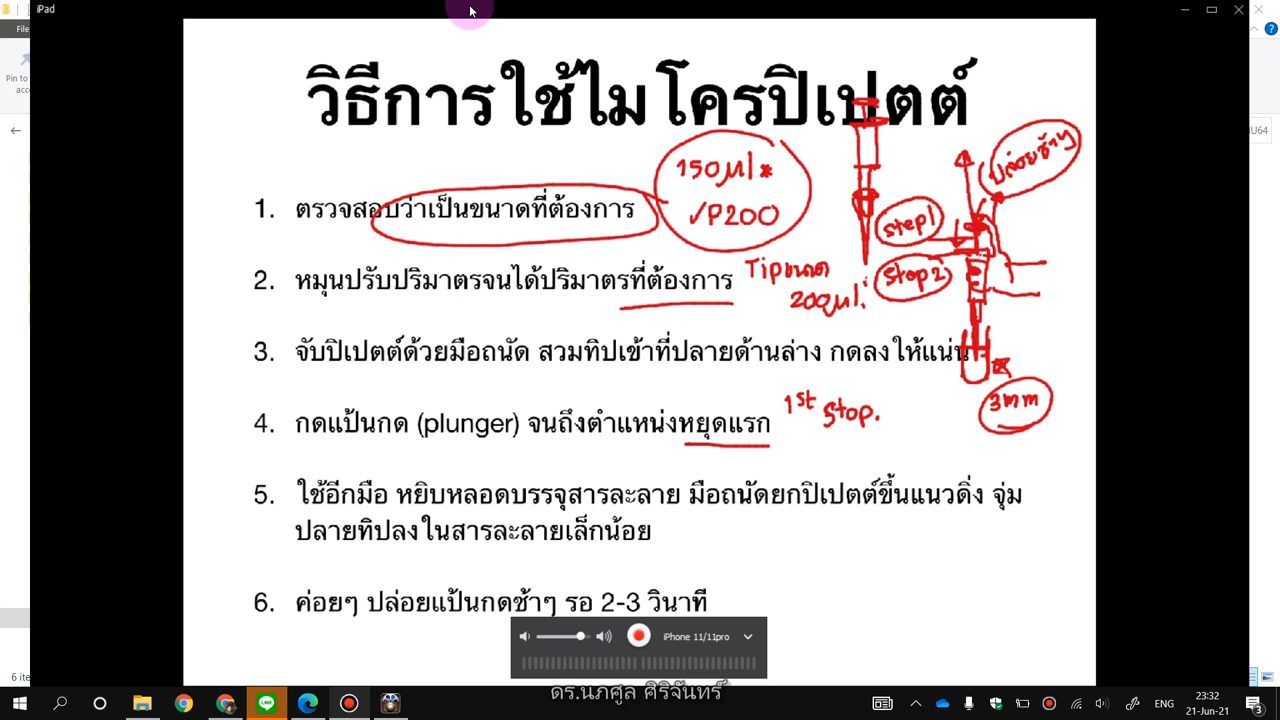 iPad
File
Pin to
acc
U64
วิธีการใช้ไมโครปิเปตต์
150 µl *
✓P200
ปล่อยช้าๆ
1. ตรวจสอบว่าเป็นขนาดที่ต้องการ
step1
2. หมุนปรับปริมาตรจนได้ปริมาตรที่ต้องการ
Tipขนาด
200µl.
Stop2
3. จับปิเปตต์ด้วยมือถนัด สวมทิปเข้าที่ปลายด้านล่าง กดลงให้แน่น
3mm
4. กดแป้นกด (plunger) จนถึงตำแหน่งหยุดแรก
1st stop.
5. ใช้อีกมือ หยิบหลอดบรรจุสารละลาย มือถนัดยกปิเปตต์ขึ้นแนวดิ่ง จุ่ม
ปลายทิปลงในสารละลายเล็กน้อย
6. ค่อยๆ ปล่อยแป้นกดช้าๆ รอ 2-3 วินาที
iPhone 11/11pro
ดร.นภศูล ศิริจันทร์
6 ite
ENG
23:32
21-Jun-21
3